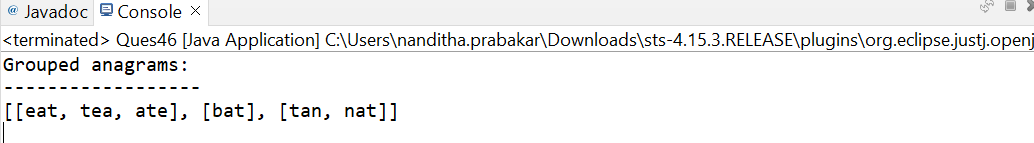 Javadoc Console
<terminated> Ques46 [Java Application] C:\Users\nanditha.prabakar\Downloads\sts-4.15.3.RELEASE\plugins\org.eclipse.justj.openj
Grouped anagrams:
------------------
[[eat, tea, ate], [bat], [tan, nat]]